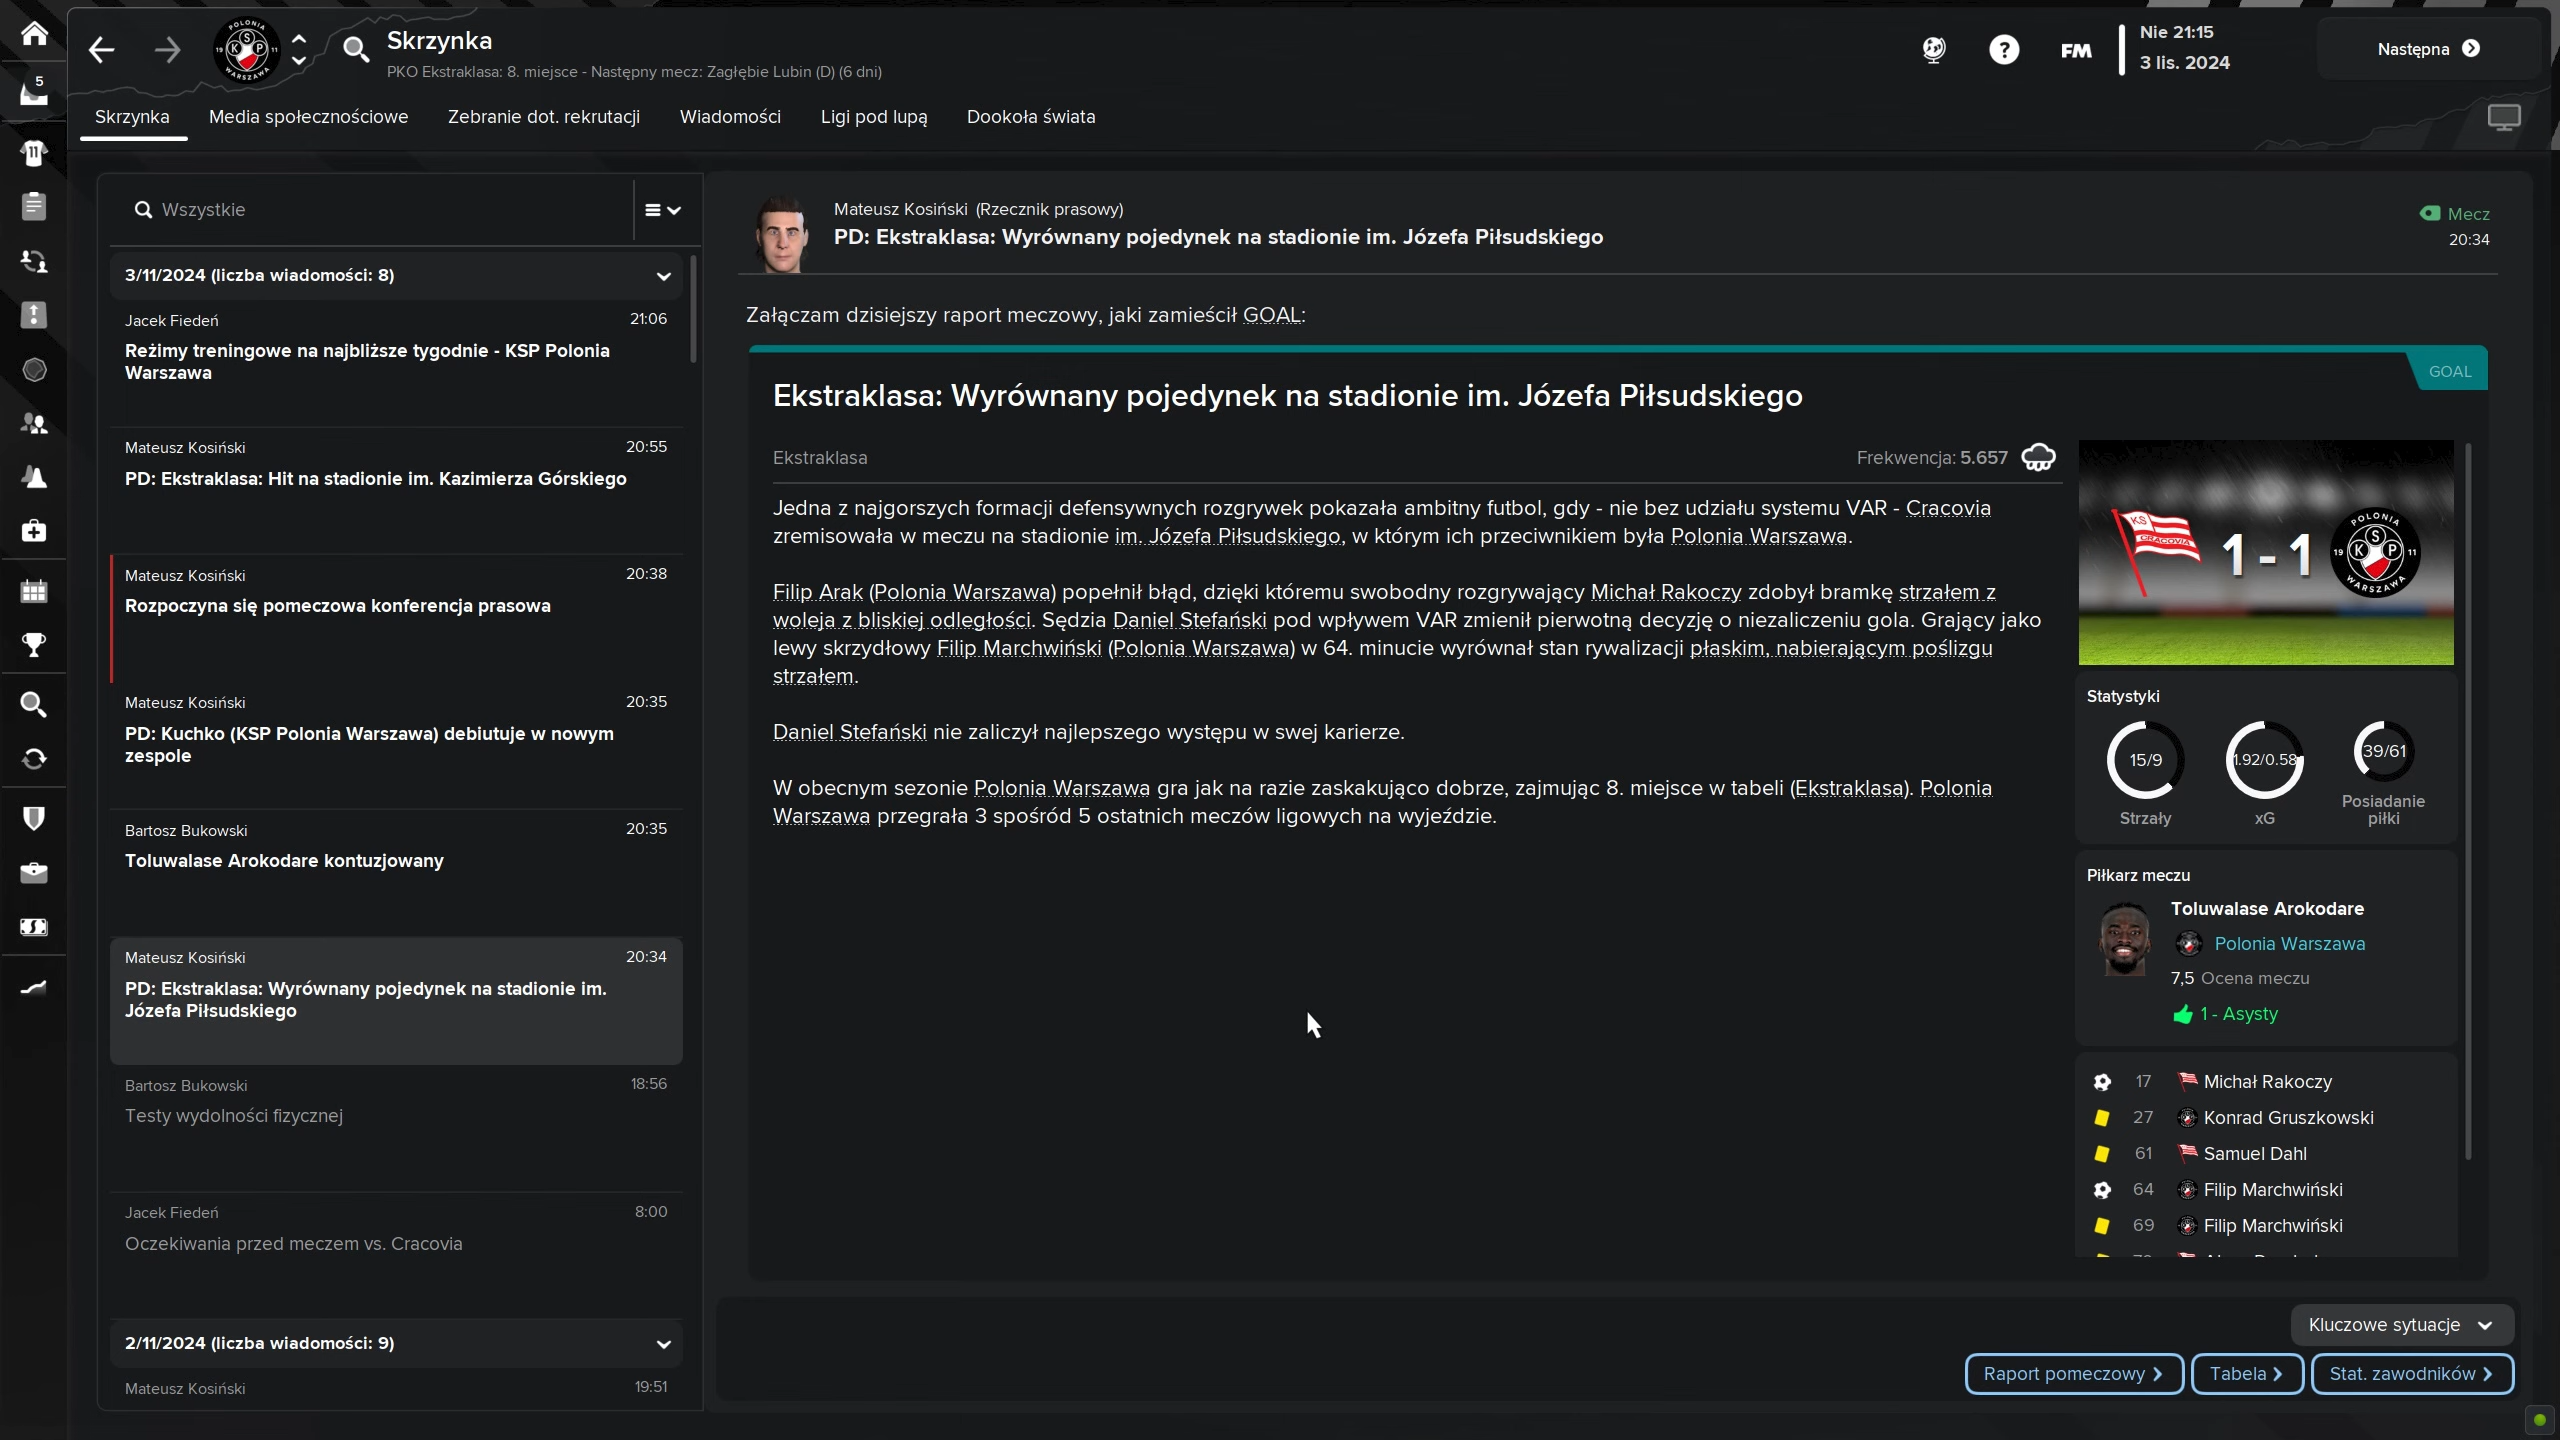 Skrzynka
PKO Ekstraklasa: 8. miejsce - Następny mecz: Zagłębie Lubin (D) (6 dni)
FM
Nie 21:15
3 lis. 2024
Następna
5
Skrzynka
Media społecznościowe
Zebranie dot. rekrutacji
Wiadomości
Ligi pod lupą
Dookoła świata
Wszystkie
3/11/2024 (liczba wiadomości: 8)
Jacek Fiedeń 21:06
Reżimy treningowe na najbliższe tygodnie - KSP Polonia
Warszawa
Mateusz Kosiński 20:55
PD: Ekstraklasa: Hit na stadionie im. Kazimierza Górskiego
Mateusz Kosiński 20:38
Rozpoczyna się pomeczowa konferencja prasowa
Mateusz Kosiński 20:35
PD: Kuchko (KSP Polonia Warszawa) debiutuje w nowym
zespole
Bartosz Bukowski 20:35
Toluwalase Arokodare kontuzjowany
Mateusz Kosiński 20:34
PD: Ekstraklasa: Wyrównany pojedynek na stadionie im.
Józefa Piłsudskiego
Bartosz Bukowski 18:56
Testy wydolności fizycznej
Jacek Fiedeń 8:00
Oczekiwania przed meczem vs. Cracovia
2/11/2024 (liczba wiadomości: 9)
Mateusz Kosiński 19:51
Mateusz Kosiński (Rzecznik prasowy)
PD: Ekstraklasa: Wyrównany pojedynek na stadionie im. Józefa Piłsudskiego
Mecz
20:34
Załączam dzisiejszy raport meczowy, jaki zamieścił GOAL:
GOAL
Ekstraklasa: Wyrównany pojedynek na stadionie im. Józefa Piłsudskiego
Ekstraklasa
Frekwencja: 5.657
Jedna z najgorszych formacji defensywnych rozgrywek pokazała ambitny futbol, gdy - nie bez udziału systemu VAR - Cracovia
zremisowała w meczu na stadionie im. Józefa Piłsudskiego, w którym ich przeciwnikiem była Polonia Warszawa.
Filip Arak (Polonia Warszawa) popełnił błąd, dzięki któremu swobodny rozgrywający Michał Rakoczy zdobył bramkę strzałem z
woleja z bliskiej odległości. Sędzia Daniel Stefański pod wpływem VAR zmienił pierwotną decyzję o niezaliczeniu gola. Grający jako
lewy skrzydłowy Filip Marchwiński (Polonia Warszawa) w 64. minucie wyrównał stan rywalizacji płaskim, nabierającym poślizgu
strzałem.
Daniel Stefański nie zaliczył najlepszego występu w swej karierze.
W obecnym sezonie Polonia Warszawa gra jak na razie zaskakująco dobrze, zajmując 8. miejsce w tabeli (Ekstraklasa). Polonia
Warszawa przegrała 3 spośród 5 ostatnich meczów ligowych na wyjeździe.
KS
CRACOVIA
1 - 1
POLONIA
19 KSP 11
WARSZAWA
Statystyki
15/9
1.92/0.58
39/61
Strzały
xG
Posiadanie
piłki
Piłkarz meczu
Toluwalase Arokodare
Polonia Warszawa
7,5 Ocena meczu
1 - Asysty
17 Michał Rakoczy
27 Konrad Gruszkowski
61 Samuel Dahl
64 Filip Marchwiński
69 Filip Marchwiński
Kluczowe sytuacje
Raport pomeczowy
Tabela
Stat. zawodników